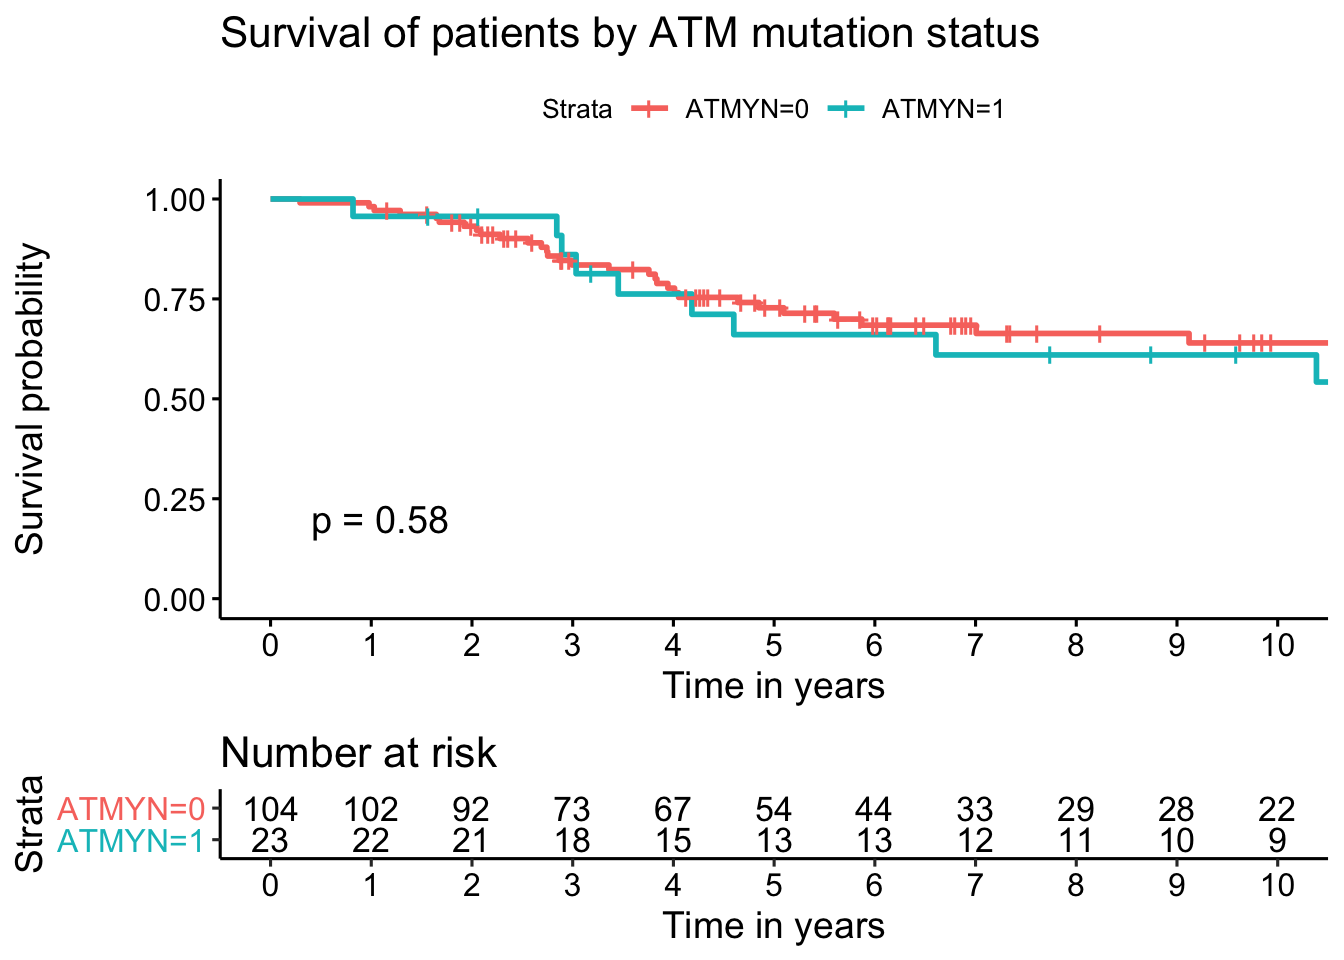 Survival of patients by ATM mutation status
Strata ATMYN=0 ATMYN=1
Survival probability
1.00
0.75
0.50
0.25
0.00
p = 0.58
0 1 2 3 4 5 6 7 8 9 10
Time in years
Number at risk
Strata
ATMYN=0 104 102 92 73 67 54 44 33 29 28 22
ATMYN=1 23 22 21 18 15 13 13 12 11 10 9
0 1 2 3 4 5 6 7 8 9 10
Time in years